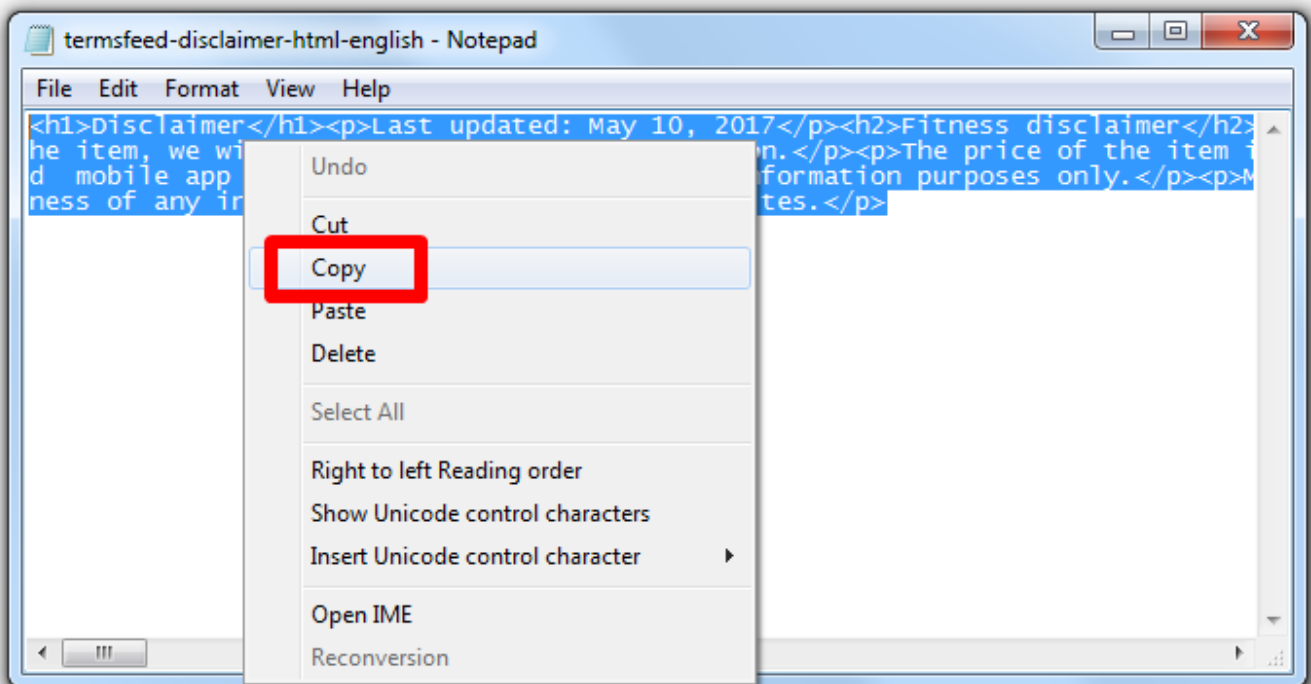 termsfeed-disclaimer-html-english - Notepad
File Edit Format View Help
<h1>Disclaimer</h1><p>Last updated: May 10, 2017</p><h2>Fitness disclaimer</h2>
he item, we wi n.</p><p>The price of the item i
d mobile app formation purposes only.</p><p>M
ness of any in tes.</p>
Undo
Cut
Copy
Paste
Delete
Select All
Right to left Reading order
Show Unicode control characters
Insert Unicode control character
Open IME
Reconversion